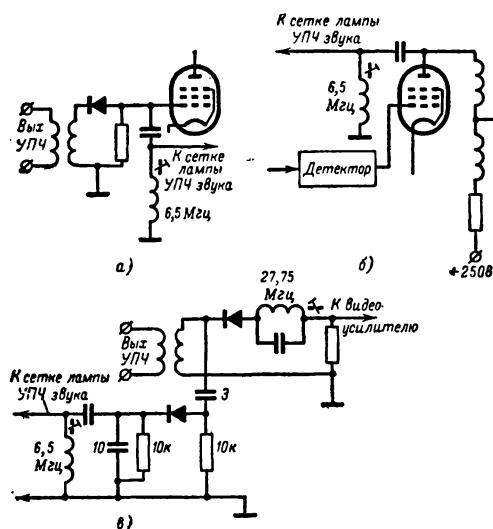 К сетке лампы
УПЧ звука
6,5
Мгц
Детектор
+250В
б)
Вых
УПЧ
К сетке
лампы
УПЧ звука
6,5 Мгц
а)
27,75
Мгц
К видео-
усилителю
Вых
УПЧ
3
К сетке лампы
УПЧ звука
6,5
Мгц
10
10к
10к
в)